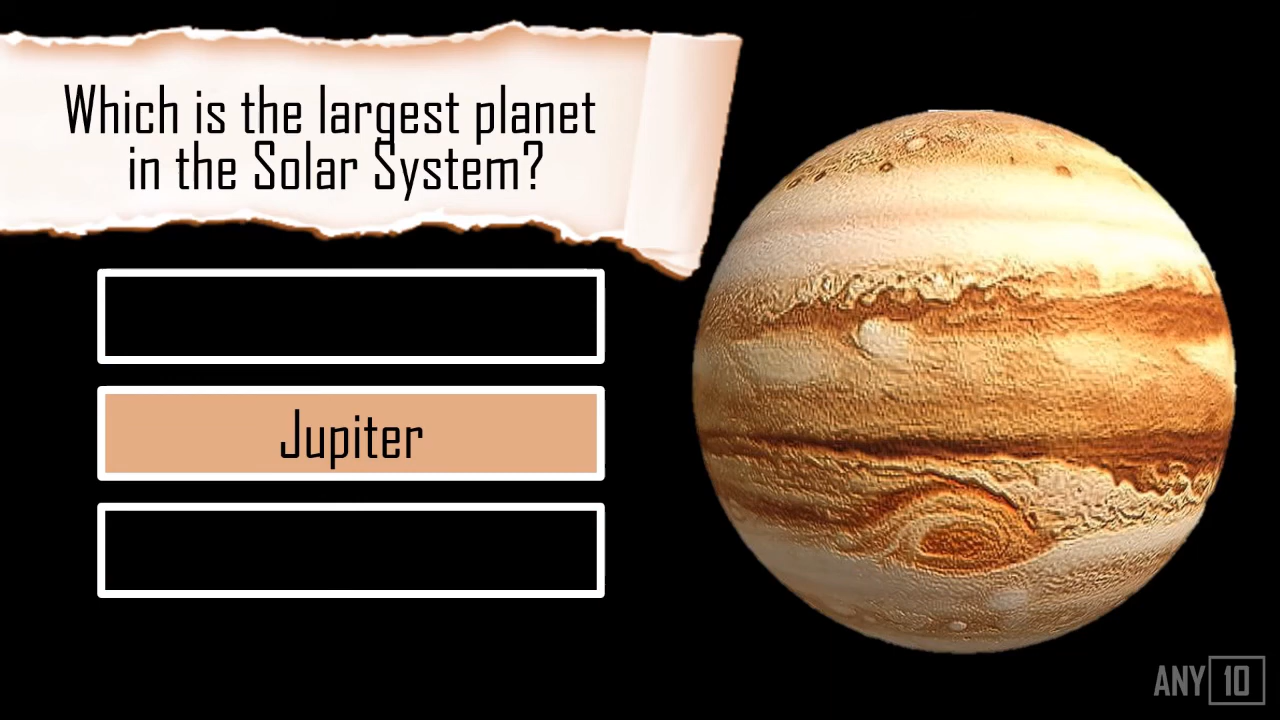 Which is the largest planet
in the Solar System?
Jupiter
ANY 10